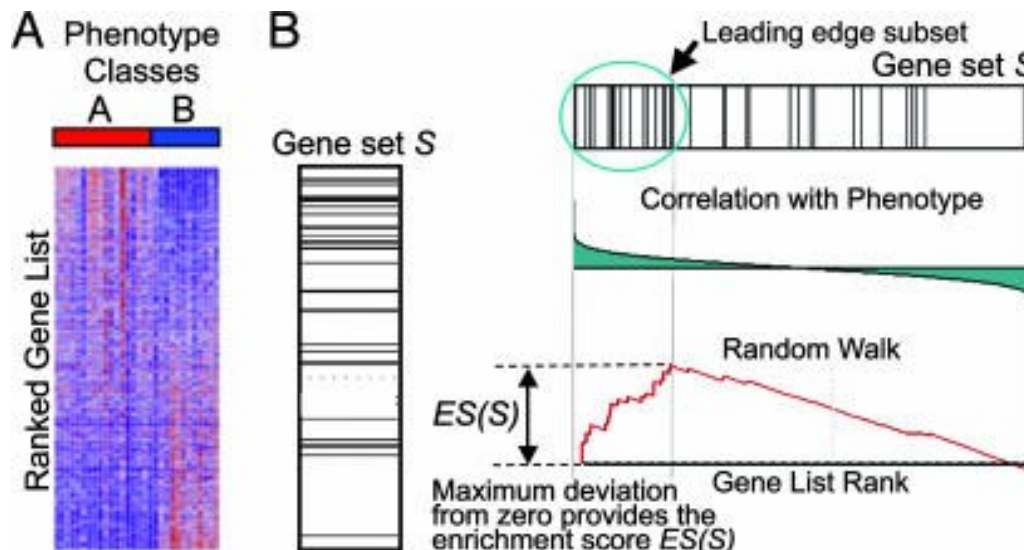 A
Phenotype
Classes
A
B
Ranked Gene List
B
Gene set S
Leading edge subset
Gene set S
Correlation with Phenotype
Random Walk
ES(S)
Gene List Rank
Maximum deviation
from zero provides the
enrichment score ES(S)